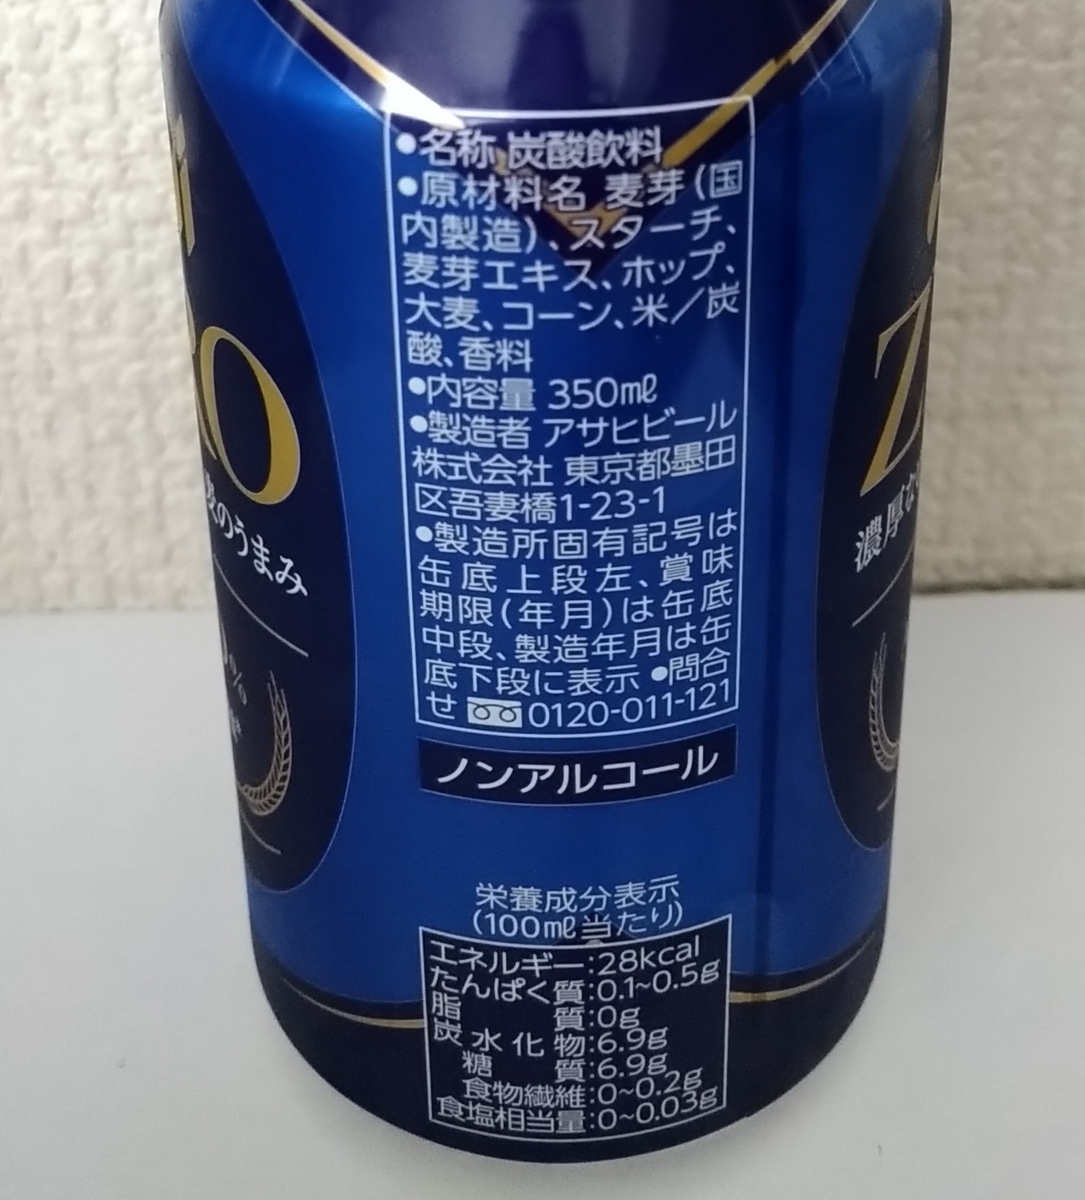 ●名称 炭酸飲料
●原材料名 麦芽(国
内製造)、スターチ、
麦芽エキス、ホップ、
大麦、コーン、米/炭
酸、香料
●内容量 350ml
●製造者 アサヒビール
株式会社 東京都墨田
区吾妻橋1-23-1
●製造所固有記号は
缶底上段左、賞味
期限(年月)は缶底
中段、製造年月は缶
底下段に表示 ●問合
せ 0120-011-121
ノンアルコール
栄養成分表示
(100ml当たり)
エネルギー:28kcal
たんぱく質:0.1~0.5g
脂質:0g
炭水化物:6.9g
糖質:6.9g
食物繊維:0~0.2g
食塩相当量:0~0.03g
RO
のうまみ
%
Z
濃厚な